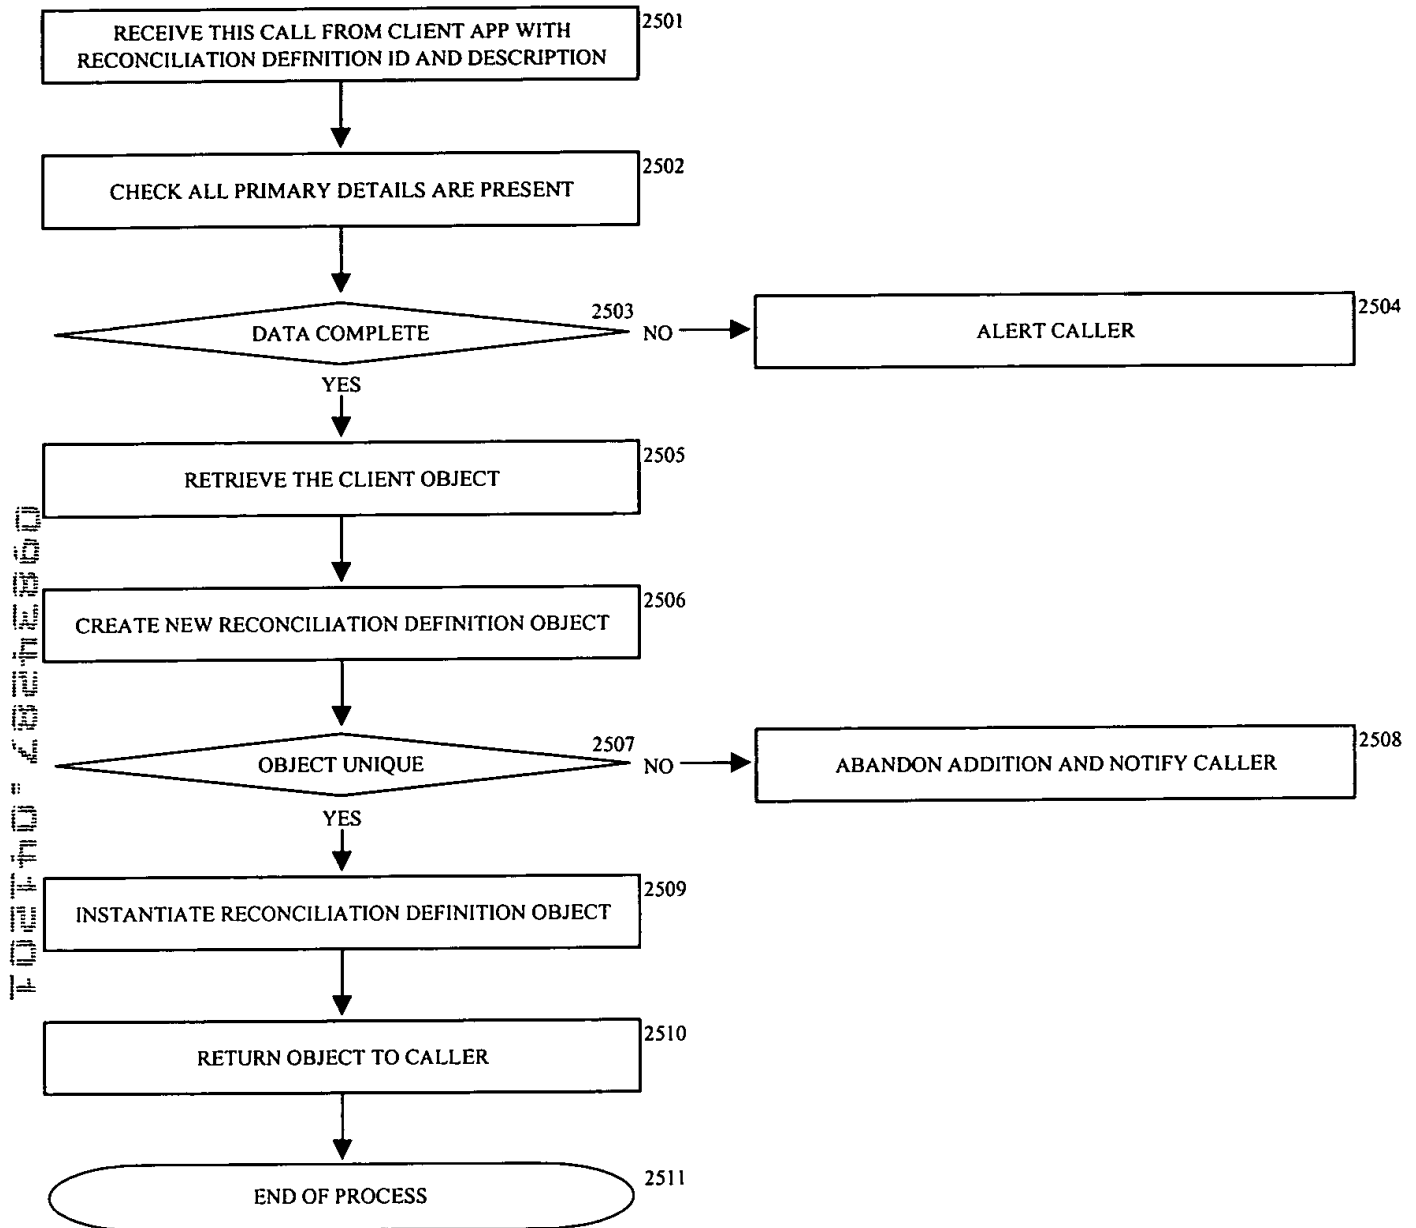 RECEIVE THIS CALL FROM CLIENT APP WITH
RECONCILIATION DEFINITION ID AND DESCRIPTION
2501
CHECK ALL PRIMARY DETAILS ARE PRESENT
2502
DATA COMPLETE
2503
NO
ALERT CALLER
2504
YES
RETRIEVE THE CLIENT OBJECT
2505
CREATE NEW RECONCILIATION DEFINITION OBJECT
2506
OBJECT UNIQUE
2507
NO
ABANDON ADDITION AND NOTIFY CALLER
2508
YES
INSTANTIATE RECONCILIATION DEFINITION OBJECT
2509
RETURN OBJECT TO CALLER
2510
END OF PROCESS
2511